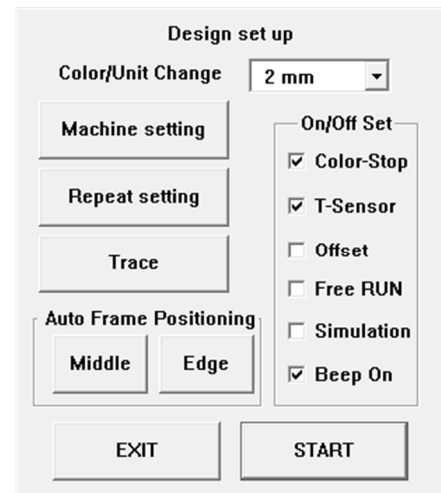 Design set up
Color/Unit Change
2 mm
Machine setting
Repeat setting
Trace
Auto Frame Positioning
Middle
Edge
On/Off Set
Color-Stop
T-Sensor
Offset
Free RUN
Simulation
Beep On
EXIT
START